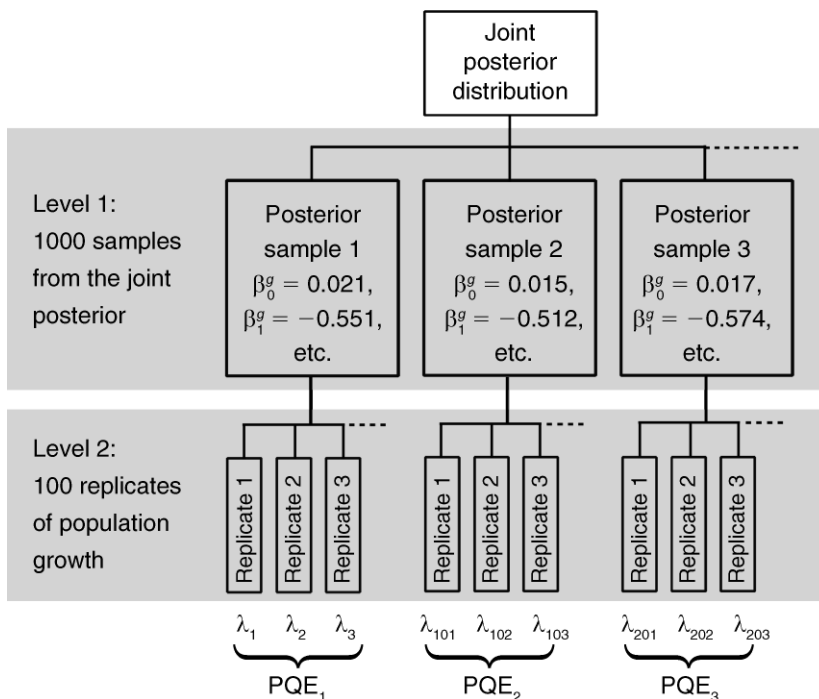 Joint
posterior
distribution
Level 1:
1000 samples
from the joint
posterior
Posterior
sample 1
β₀ᵍ = 0.021,
β₁ᵍ = −0.551,
etc.
Posterior
sample 2
β₀ᵍ = 0.015,
β₁ᵍ = −0.512,
etc.
Posterior
sample 3
β₀ᵍ = 0.017,
β₁ᵍ = −0.574,
etc.
Level 2:
100 replicates
of population
growth
Replicate 1
Replicate 2
Replicate 3
Replicate 1
Replicate 2
Replicate 3
Replicate 1
Replicate 2
Replicate 3
λ₁ λ₂ λ₃ λ₁₀₁ λ₁₀₂ λ₁₀₃ λ₂₀₁ λ₂₀₂ λ₂₀₃
PQE₁ PQE₂ PQE₃